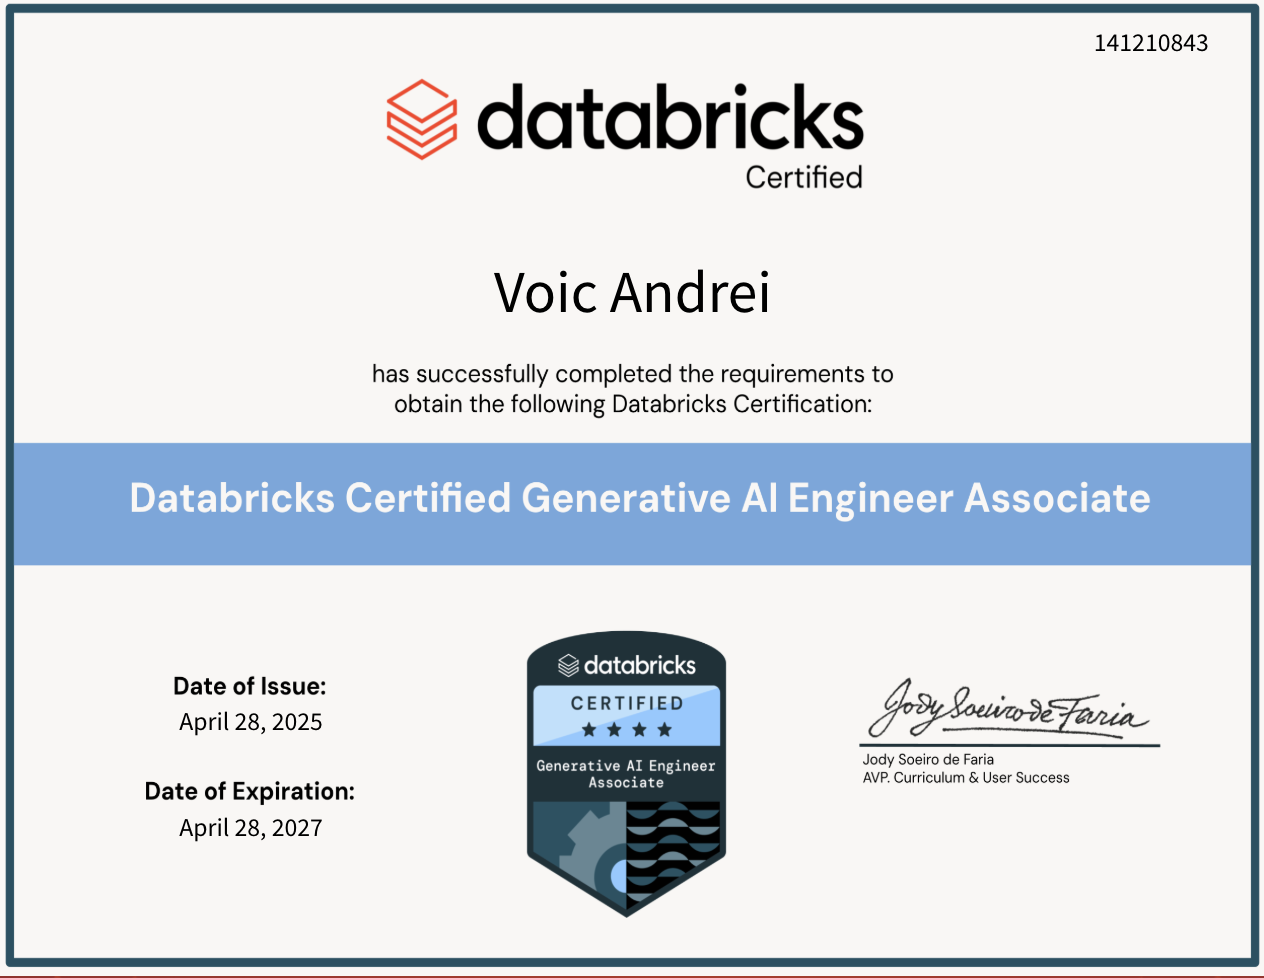 141210843
databricks
Certified
Voic Andrei
has successfully completed the requirements to
obtain the following Databricks Certification:
Databricks Certified Generative AI Engineer Associate
Date of Issue:
April 28, 2025
Date of Expiration:
April 28, 2027
databricks
CERTIFIED
Generative AI Engineer
Associate
Jody Soeiro de Faria
Jody Soeiro de Faria
AVP. Curriculum & User Success